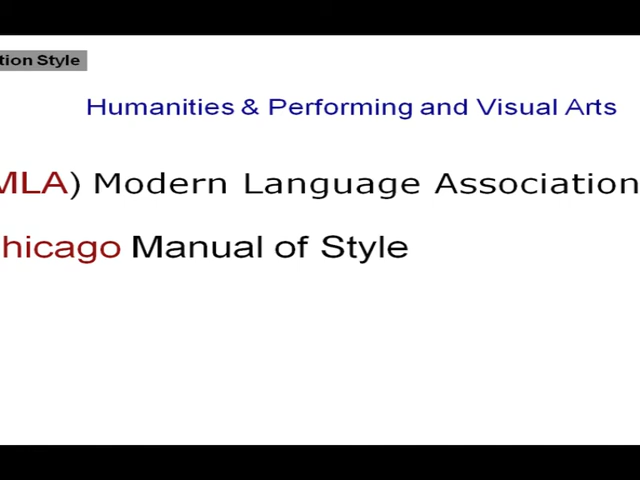 tion Style
Humanities & Performing and Visual Arts
MLA) Modern Language Association
hicago Manual of Style